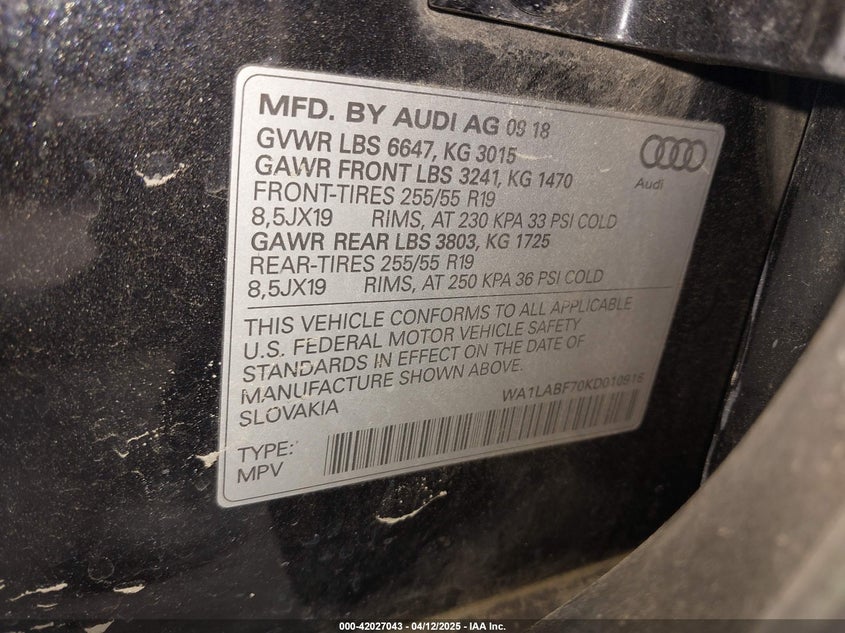 MFD. BY AUDI AG 09 18
GVWR LBS 6647, KG 3015
GAWR FRONT LBS 3241, KG 1470
FRONT-TIRES 255/55 R19
8,5JX19 RIMS, AT 230 KPA 33 PSI COLD
GAWR REAR LBS 3803, KG 1725
REAR-TIRES 255/55 R19
8,5JX19 RIMS, AT 250 KPA 36 PSI COLD
Audi
THIS VEHICLE CONFORMS TO ALL APPLICABLE
U.S. FEDERAL MOTOR VEHICLE SAFETY
STANDARDS IN EFFECT ON THE DATE OF
MANUFACTURE SHOWN ABOVE.
SLOVAKIA
WA1LABF70KD010916
TYPE:
MPV
000-42027043 - 04/12/2025 - IAA Inc.